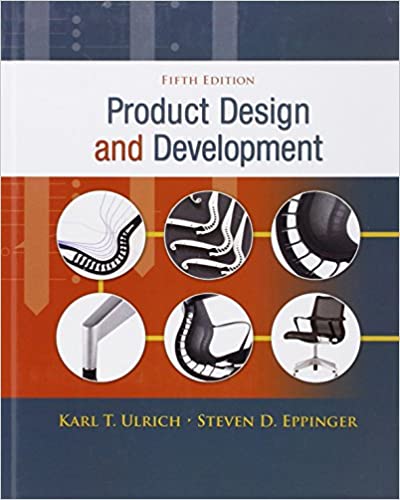 FIFTH EDITION
Product Design
and Development
KARL T. ULRICH · STEVEN D. EPPINGER